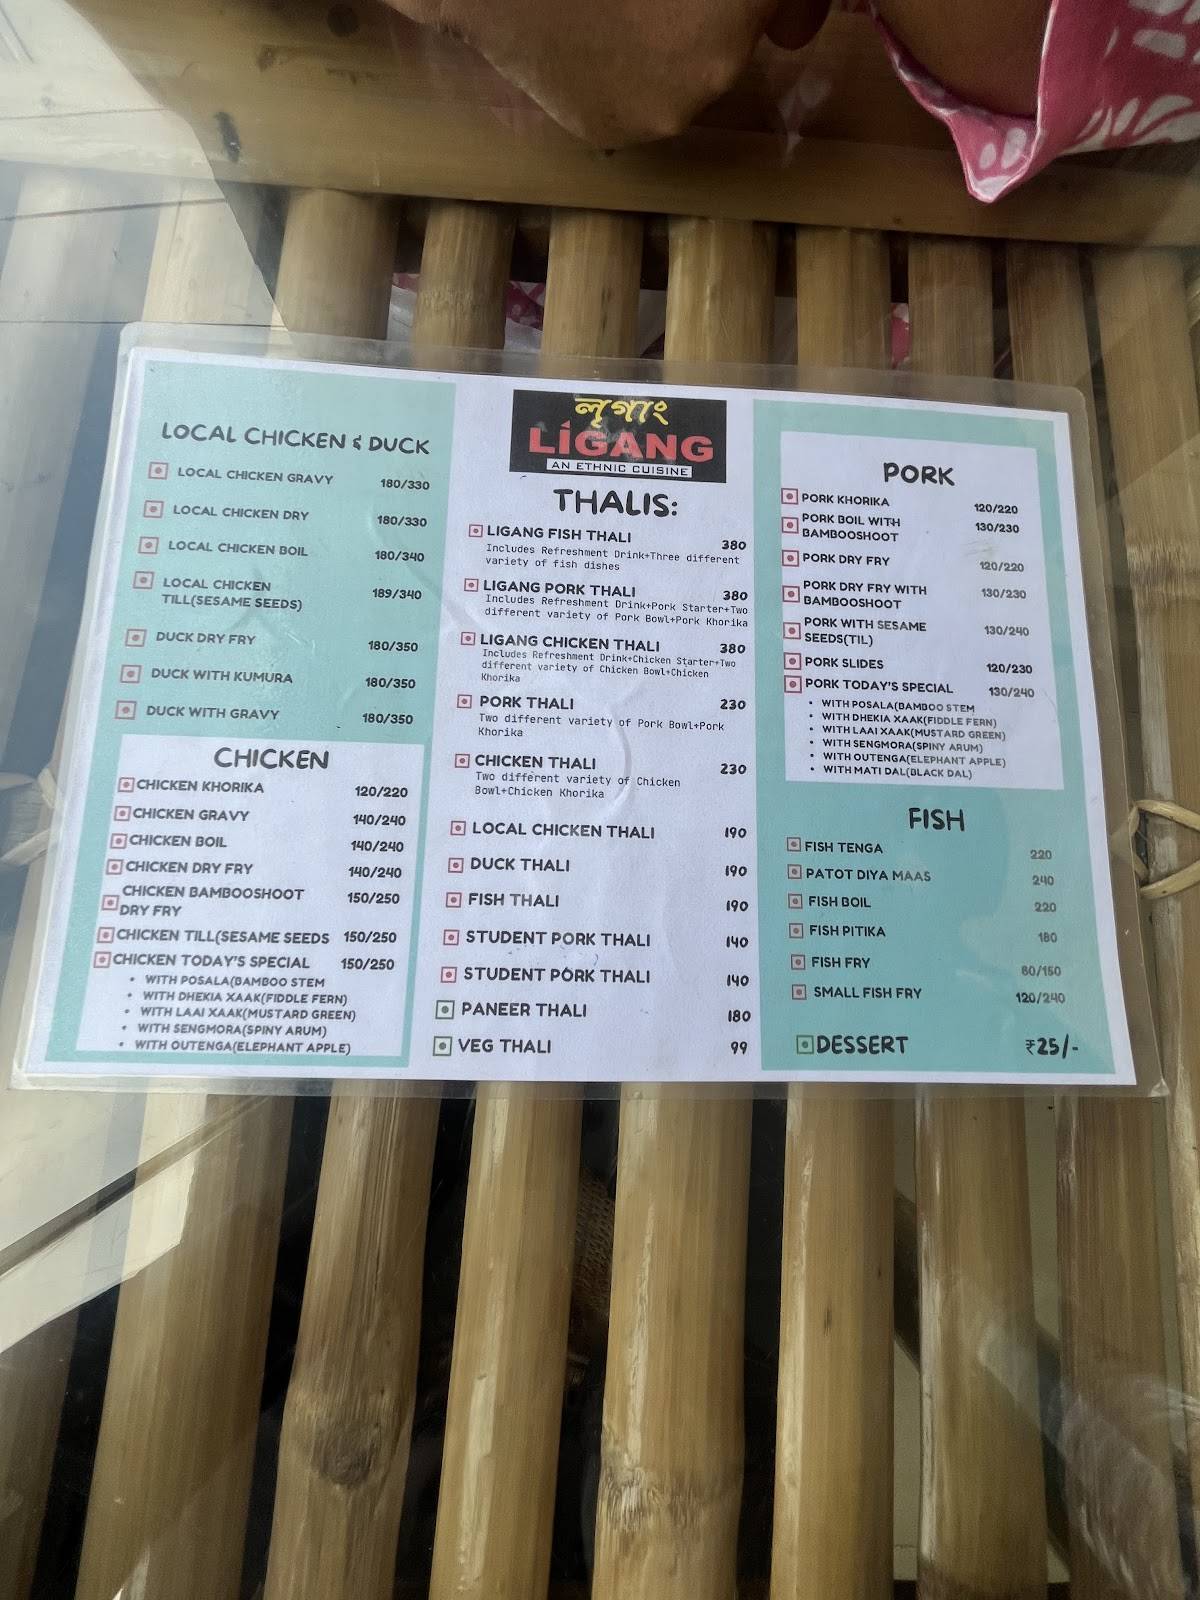 LOCAL CHICKEN & DUCK
LOCAL CHICKEN GRAVY 180/330
LOCAL CHICKEN DRY 180/330
LOCAL CHICKEN BOIL 180/340
LOCAL CHICKEN 189/340
TILL(SESAME SEEDS)
DUCK DRY FRY 180/350
DUCK WITH KUMURA 180/350
DUCK WITH GRAVY 180/350
CHICKEN
CHICKEN KHORIKA 120/220
CHICKEN GRAVY 140/240
CHICKEN BOIL 140/240
CHICKEN DRY FRY 140/240
CHICKEN BAMBOOSHOOT 150/250
DRY FRY
CHICKEN TILL(SESAME SEEDS 150/250
CHICKEN TODAY'S SPECIAL 150/250
• WITH POSALA(BAMBOO STEM
• WITH DHEKIA XAAK(FIDDLE FERN)
• WITH LAAI XAAK(MUSTARD GREEN)
• WITH SENGMORA(SPINY ARUM)
• WITH OUTENGA(ELEPHANT APPLE)
লৃগাং
LIGANG
AN ETHNIC CUISINE
THALIS:
LIGANG FISH THALI 380
Includes Refreshment Drink+Three different
variety of fish dishes
LIGANG PORK THALI 380
Includes Refreshment Drink+Pork Starter+Two
different variety of Pork Bowl+Pork Khorika
LIGANG CHICKEN THALI 380
Includes Refreshment Drink+Chicken Starter+Two
different variety of Chicken Bowl+Chicken
Khorika
PORK THALI 230
Two different variety of Pork Bowl+Pork
Khorika
CHICKEN THALI 230
Two different variety of Chicken
Bowl+Chicken Khorika
LOCAL CHICKEN THALI 190
DUCK THALI 190
FISH THALI 190
STUDENT PORK THALI 140
STUDENT PORK THALI 140
PANEER THALI 180
VEG THALI 99
PORK
PORK KHORIKA 120/220
PORK BOIL WITH 130/230
BAMBOOSHOOT
PORK DRY FRY 120/220
PORK DRY FRY WITH 130/230
BAMBOOSHOOT
PORK WITH SESAME 130/240
SEEDS(TIL)
PORK SLIDES 120/230
PORK TODAY'S SPECIAL 130/240
• WITH POSALA(BAMBOO STEM
• WITH DHEKIA XAAK(FIDDLE FERN)
• WITH LAAI XAAK(MUSTARD GREEN)
• WITH SENGMORA(SPINY ARUM)
• WITH OUTENGA(ELEPHANT APPLE)
• WITH MATI DAL(BLACK DAL)
FISH
FISH TENGA 220
PATOT DIYA MAAS 240
FISH BOIL 220
FISH PITIKA 180
FISH FRY 80/150
SMALL FISH FRY 120/240
DESSERT ₹25/-